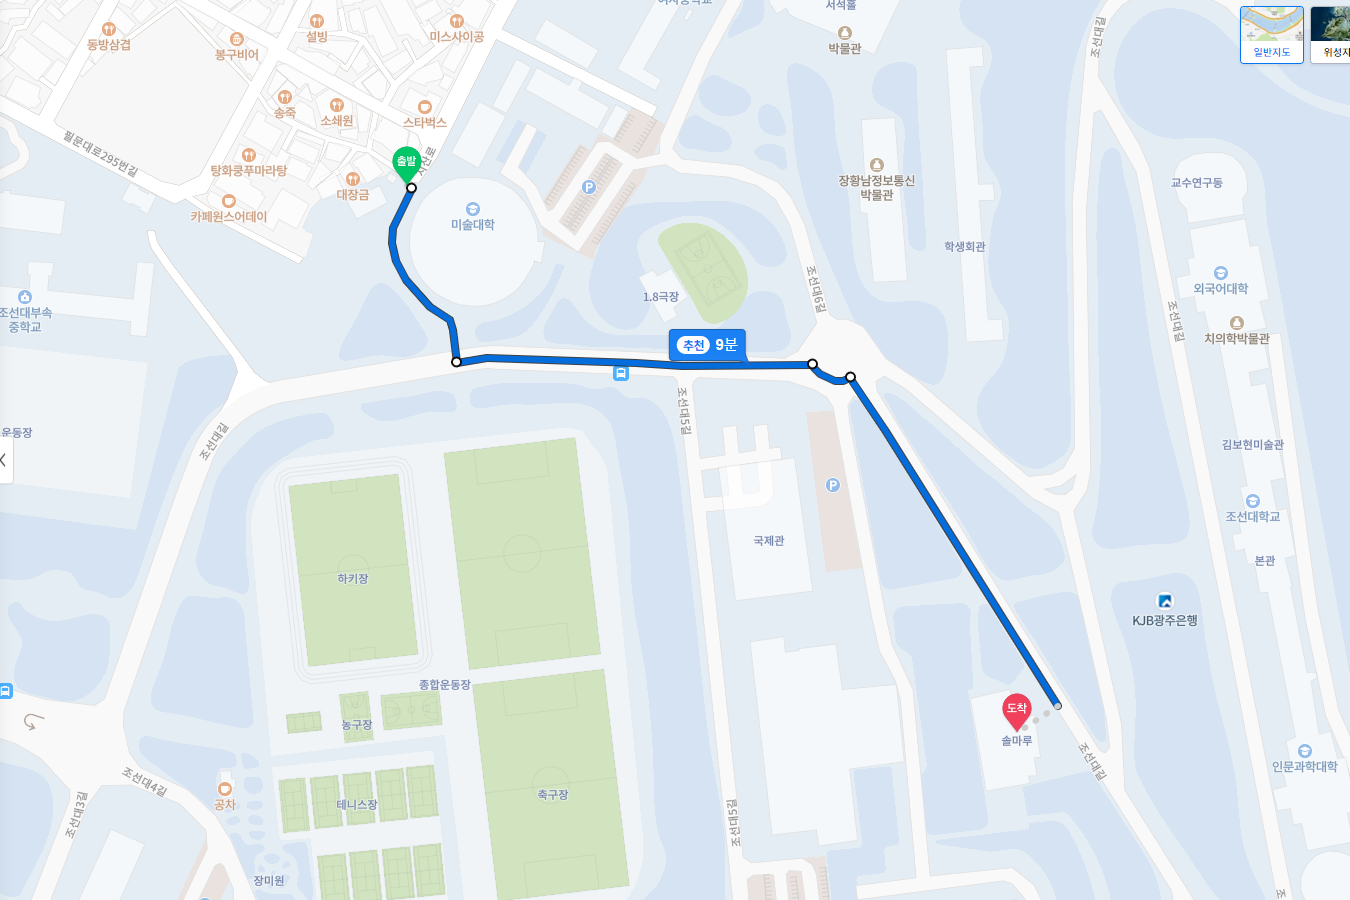 서석홀
박물관
일반지도
동방삼겹
봉구비어
설빙
미스사이공
조선대길
송죽
소쇄원
스타벅스
필문대로295번길
탕화쿵푸마라탕
대장금
카페원스어데이
출발
P
미술대학
장황남정보통신
박물관
학생회관
교수연구동
외국어대학
치의학박물관
조선대길
조선대부속
중학교
1.8극장
조선대6길
추천 9분
운동장
조선대길
조선대5길
김보현미술관
조선대학교
본관
P
국제관
하키장
KJB광주은행
종합운동장
농구장
도착
솔마루
조선대길
인문과학대학
조선대4길
공차
테니스장
축구장
조선대3길
조선대5길
장미원